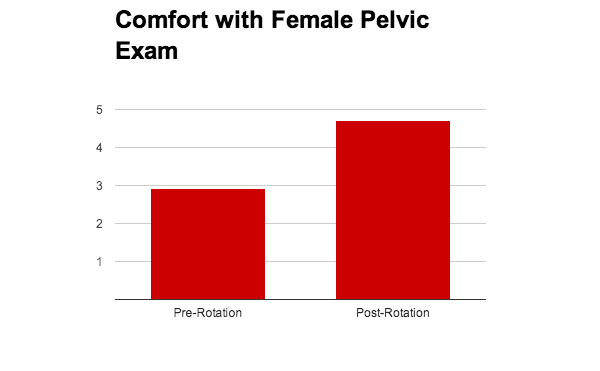 Comfort with Female Pelvic
Exam
5
4
3
2
1
Pre-Rotation
Post-Rotation